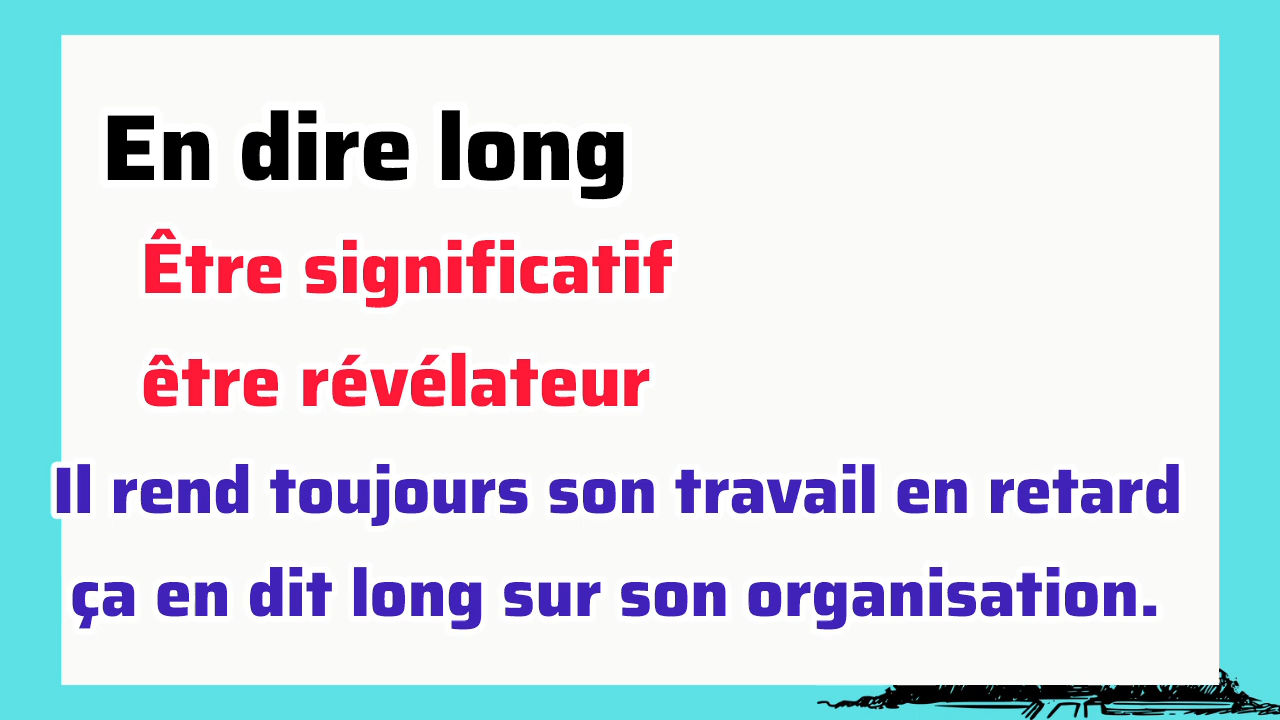 En dire long
Être significatif
être révélateur
Il rend toujours son travail en retard
ça en dit long sur son organisation.